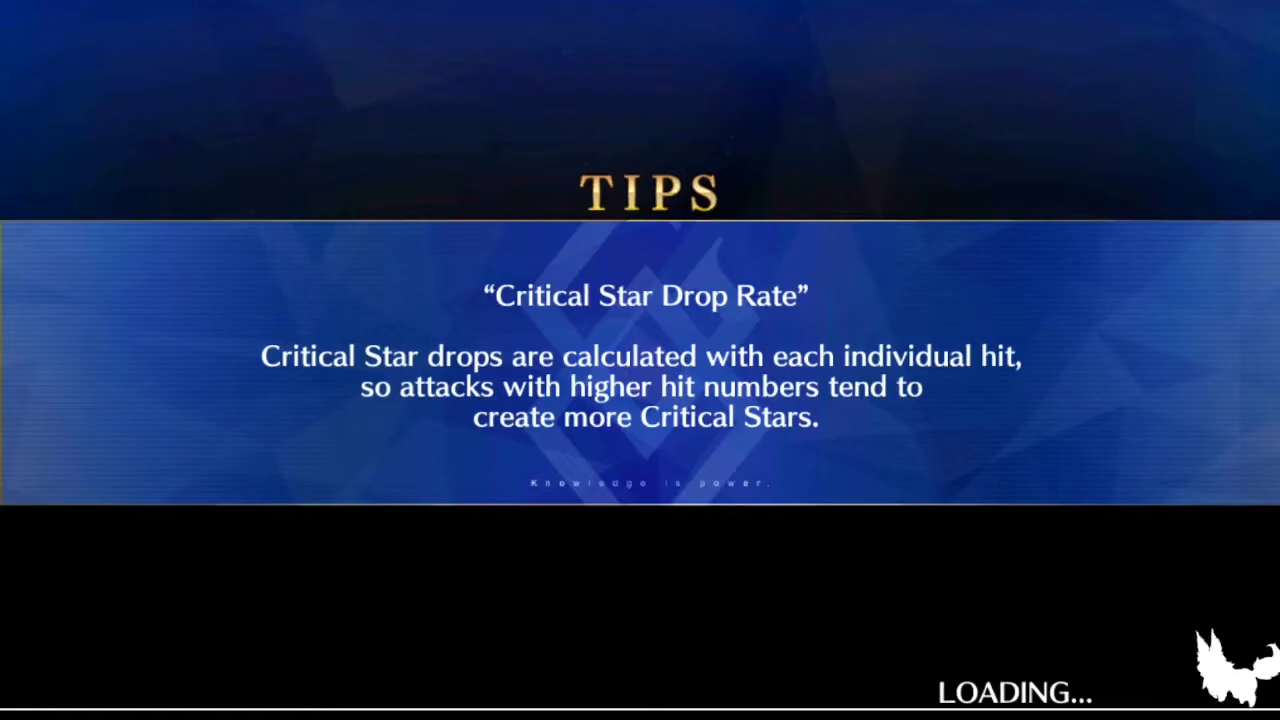 TIPS
“Critical Star Drop Rate”
Critical Star drops are calculated with each individual hit,
so attacks with higher hit numbers tend to
create more Critical Stars.
Knowledge is power.
LOADING...